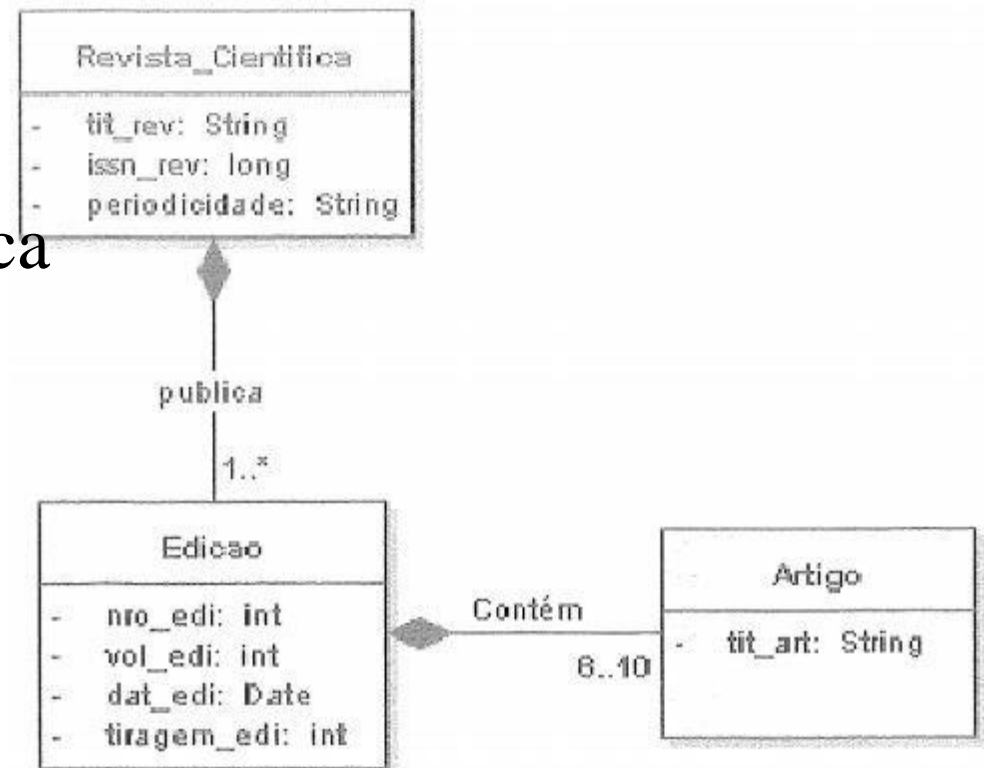 Revista_Cientifica
- tit_rev: String
- issn_rev: long
- periodicidade: String
ca
publica
1..*
Edicao
- nro_edi: int
- vol_edi: int
- dat_edi: Date
- tiragem_edi: int
Contém
6..10
Artigo
- tit_art: String